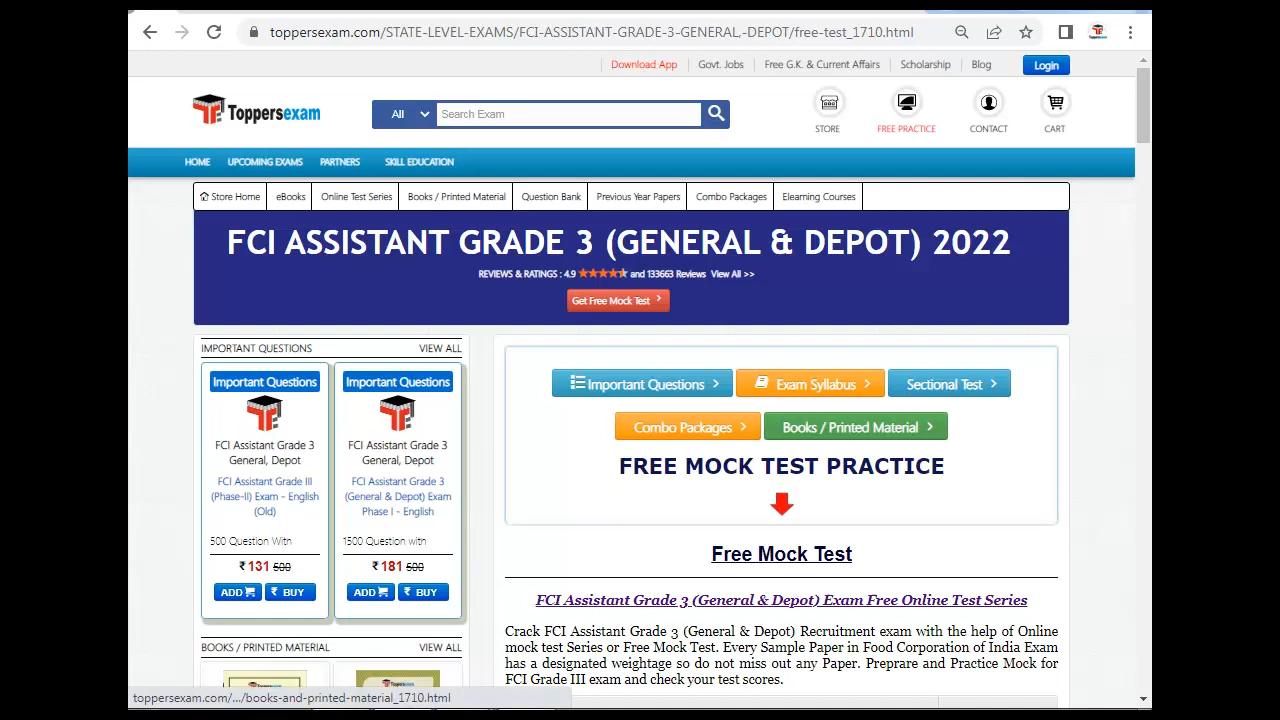 toppersexam.com/STATE-LEVEL-EXAMS/FCI-ASSISTANT-GRADE-3-GENERAL,-DEPOT/free-test_1710.html
Download App Govt. Jobs Free G.K. & Current Affairs Scholarship Blog Login
Toppersexam All Search Exam
STORE FREE PRACTICE CONTACT CART
HOME UPCOMING EXAMS PARTNERS SKILL EDUCATION
Store Home eBooks Online Test Series Books / Printed Material Question Bank Previous Year Papers Combo Packages Elearning Courses
FCI ASSISTANT GRADE 3 (GENERAL & DEPOT) 2022
REVIEWS & RATINGS : 4.9 and 133663 Reviews View All >>
Get Free Mock Test >
IMPORTANT QUESTIONS VIEW ALL
Important Questions
FCI Assistant Grade 3
General, Depot
FCI Assistant Grade III
(Phase-II) Exam - English
(Old)
500 Question With
₹ 131 500
ADD ₹ BUY
Important Questions
FCI Assistant Grade 3
General, Depot
FCI Assistant Grade 3
(General & Depot) Exam
Phase I - English
1500 Question with
₹ 181 500
ADD ₹ BUY
BOOKS / PRINTED MATERIAL VIEW ALL
Important Questions > Exam Syllabus > Sectional Test >
Combo Packages > Books / Printed Material >
FREE MOCK TEST PRACTICE
Free Mock Test
FCI Assistant Grade 3 (General & Depot) Exam Free Online Test Series
Crack FCI Assistant Grade 3 (General & Depot) Recruitment exam with the help of Online
mock test Series or Free Mock Test. Every Sample Paper in Food Corporation of India Exam
has a designated weightage so do not miss out any Paper. Preprare and Practice Mock for
FCI Grade III exam and check your test scores.
toppersexam.com/.../books-and-printed-material_1710.html